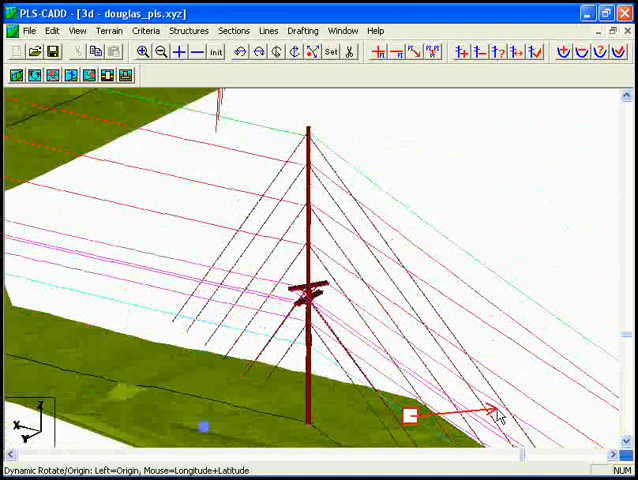 PLS-CADD - [3d - douglas_pls.xyz]
File Edit View Terrain Criteria Structures Sections Lines Drafting Window Help
Init Set
Z
X
Y
Dynamic Rotate/Origin: Left=Origin, Mouse=Longitude+Latitude NUM